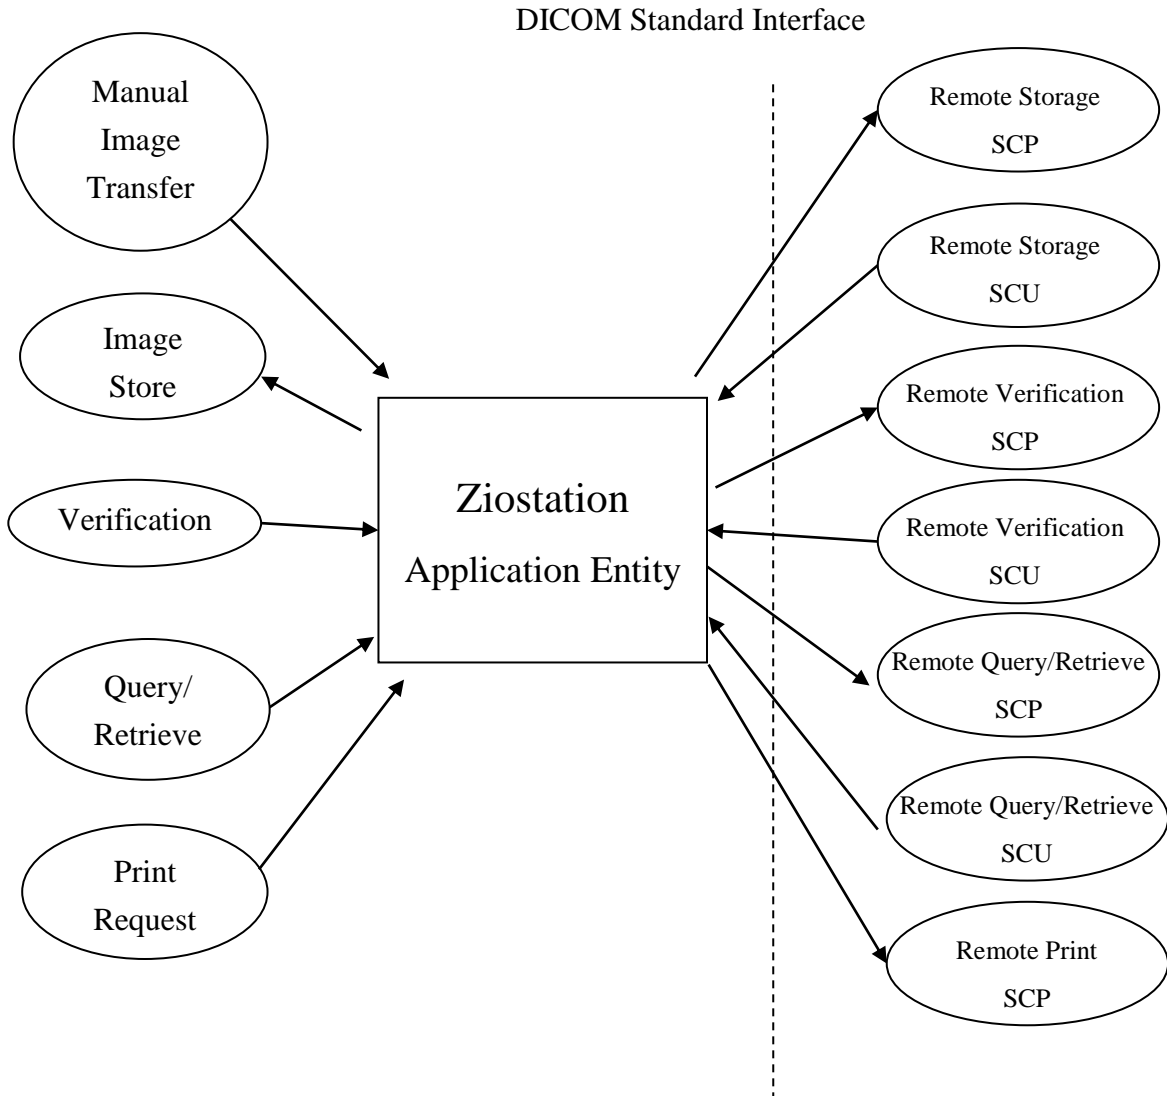 DICOM Standard Interface
Manual
Image
Transfer
Image
Store
Verification
Query/
Retrieve
Print
Request
Ziostation
Application Entity
Remote Storage
SCP
Remote Storage
SCU
Remote Verification
SCP
Remote Verification
SCU
Remote Query/Retrieve
SCP
Remote Query/Retrieve
SCU
Remote Print
SCP